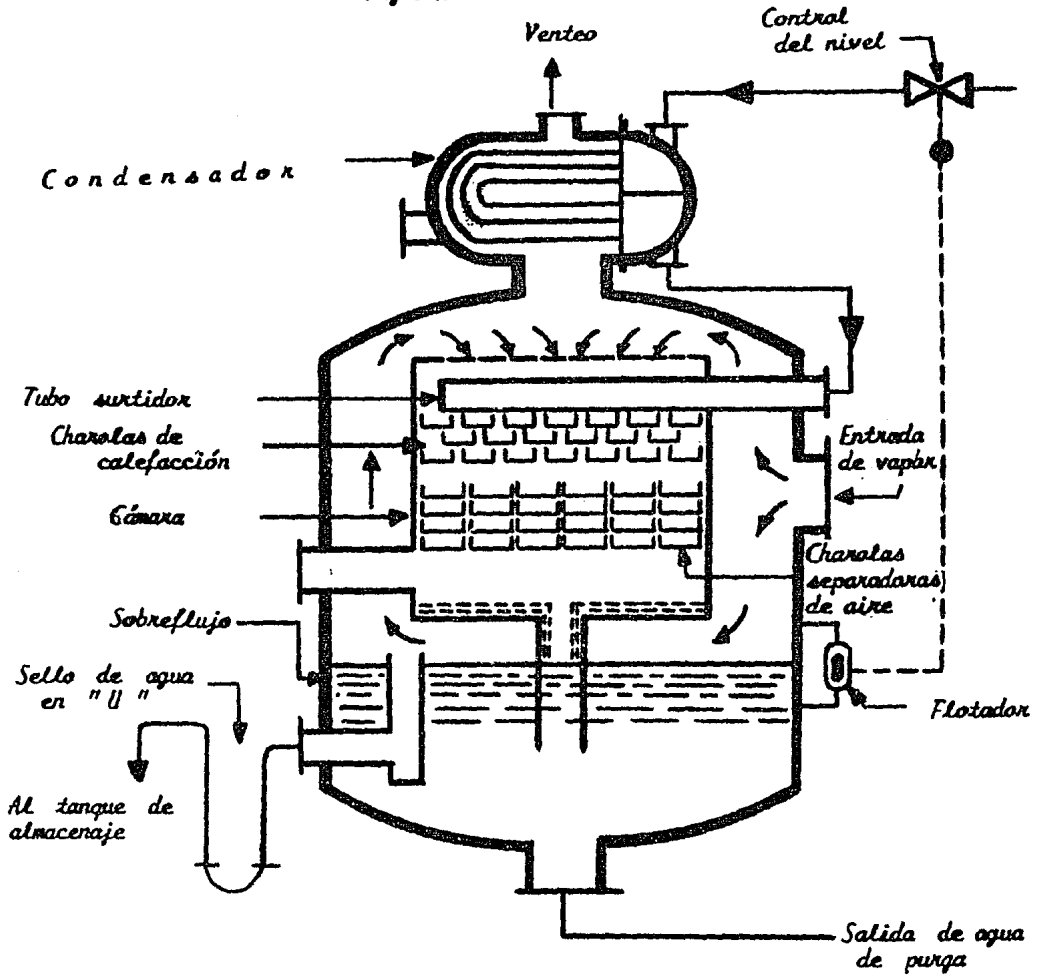 Venteo
Control
del nivel
Condensador
Tubo surtidor
Charolas de
calefacción
Cámara
Entrada
de vapor
Charolas
separadoras
de aire
Sobreflujo
Sello de agua
en "U"
Flotador
Al tanque de
almacenaje
Salida de agua
de purga